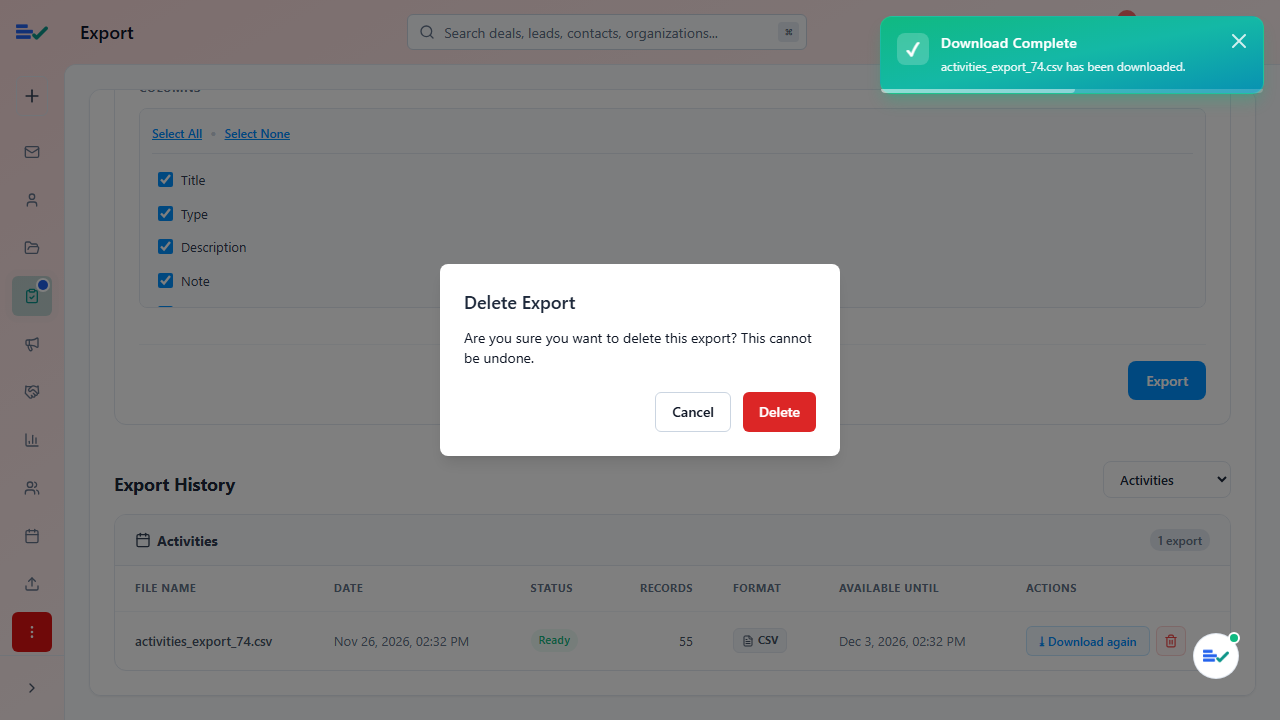 Export
Search deals, leads, contacts, organizations...
⌘
Download Complete
activities_export_74.csv has been downloaded.
COLUMNS
Select All • Select None
Title
Type
Description
Note
Delete Export
Are you sure you want to delete this export? This cannot
be undone.
Cancel
Delete
Export
Export History
Activities
Activities
1 export
FILE NAME DATE STATUS RECORDS FORMAT AVAILABLE UNTIL ACTIONS
activities_export_74.csv Nov 26, 2026, 02:32 PM Ready 55 CSV Dec 3, 2026, 02:32 PM Download again